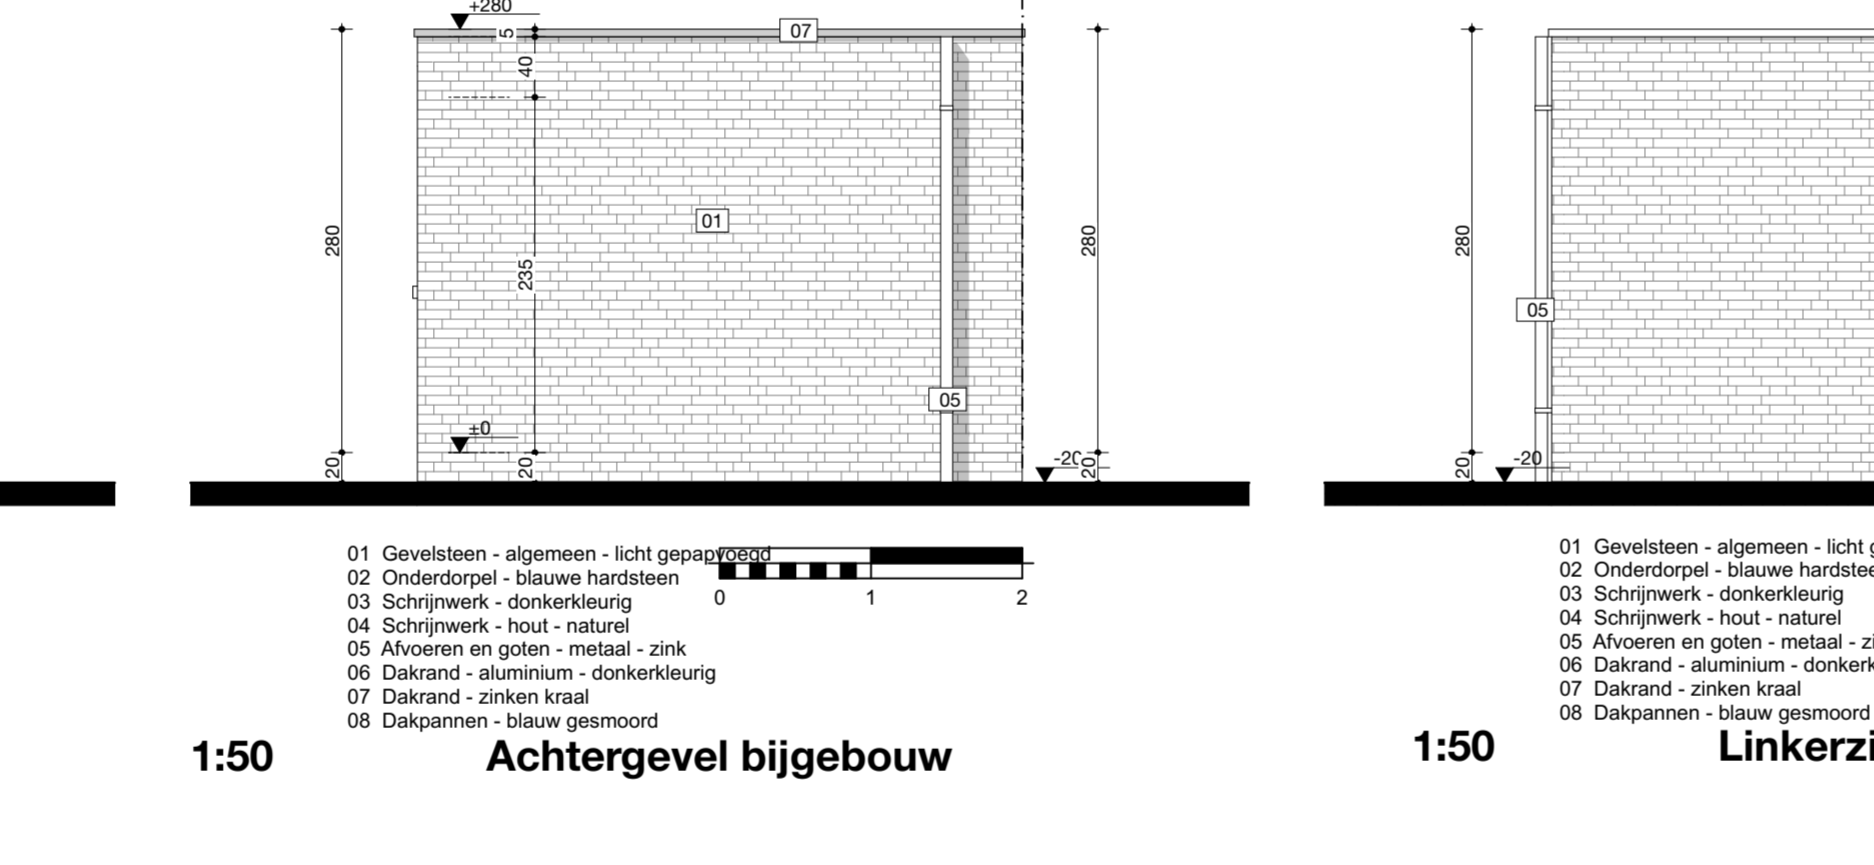 +280
5
07
40
280
01
235
280
280
05
05
±0
20
20
-20
20
20
-20
01 Gevelsteen - algemeen - licht gepapvoegd
02 Onderdorpel - blauwe hardsteen
03 Schrijnwerk - donkerkleurig
04 Schrijnwerk - hout - naturel
05 Afvoeren en goten - metaal - zink
06 Dakrand - aluminium - donkerkleurig
07 Dakrand - zinken kraal
08 Dakpannen - blauw gesmoord
0 1 2
1:50 Achtergevel bijgebouw
01 Gevelsteen - algemeen - licht g
02 Onderdorpel - blauwe hardstee
03 Schrijnwerk - donkerkleurig
04 Schrijnwerk - hout - naturel
05 Afvoeren en goten - metaal - zi
06 Dakrand - aluminium - donkerk
07 Dakrand - zinken kraal
08 Dakpannen - blauw gesmoord
1:50 Linkerzi